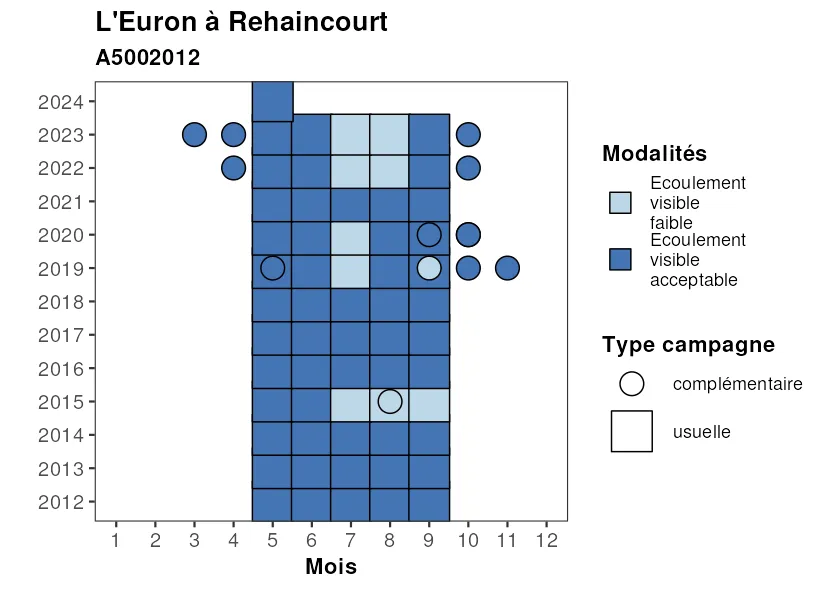 L'Euron à Rehaincourt
A5002012
2024
2023
2022
2021
2020
2019
2018
2017
2016
2015
2014
2013
2012
1 2 3 4 5 6 7 8 9 10 11 12
Mois
Modalités
Ecoulement
visible
faible
Ecoulement
visible
acceptable
Type campagne
complémentaire
usuelle